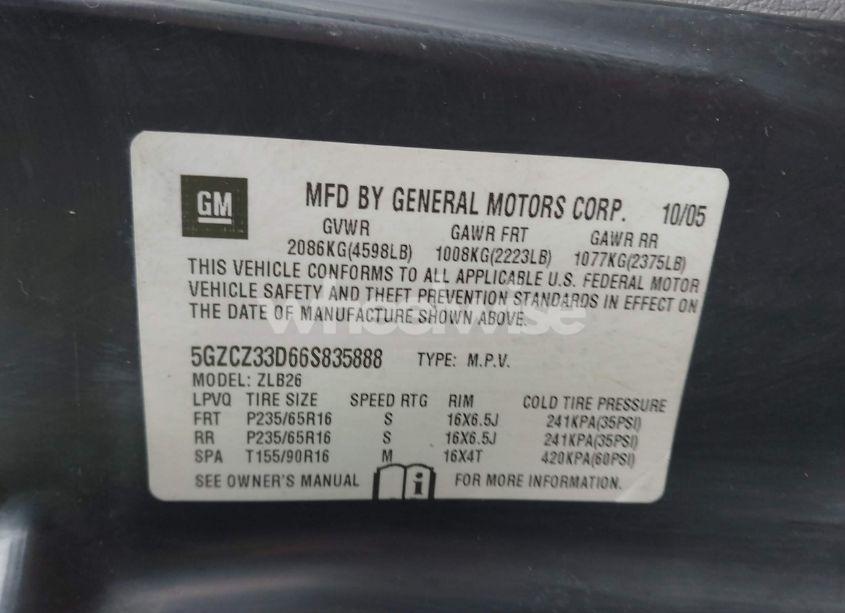 GM
MFD BY GENERAL MOTORS CORP. 10/05
GVWR GAWR FRT GAWR RR
2086KG(4598LB) 1008KG(2223LB) 1077KG(2375LB)
THIS VEHICLE CONFORMS TO ALL APPLICABLE U.S. FEDERAL MOTOR
VEHICLE SAFETY AND THEFT PREVENTION STANDARDS IN EFFECT ON
THE DATE OF MANUFACTURE SHOWN ABOVE.
wheelwise
5GZCZ33D66S835888 TYPE: M.P.V.
MODEL: ZLB26
LPVQ TIRE SIZE SPEED RTG RIM COLD TIRE PRESSURE
FRT P235/65R16 S 16X6.5J 241KPA(35PSI)
RR P235/65R16 S 16X6.5J 241KPA(35PSI)
SPA T155/90R16 M 16X4T 420KPA(60PSI)
SEE OWNER'S MANUAL i FOR MORE INFORMATION.